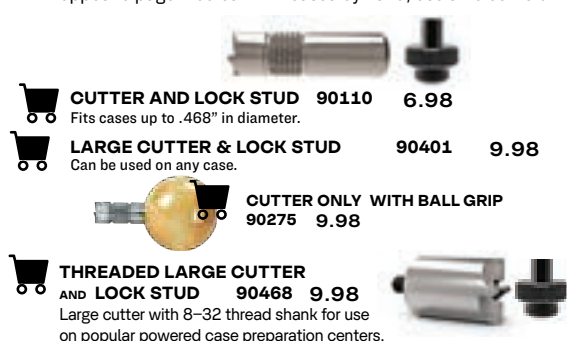 CUTTER AND LOCK STUD 90110 6.98
Fits cases up to .468” in diameter.
LARGE CUTTER & LOCK STUD 90401 9.98
Can be used on any case.
CUTTER ONLY WITH BALL GRIP
90275 9.98
THREADED LARGE CUTTER
AND LOCK STUD 90468 9.98
Large cutter with 8–32 thread shank for use
on popular powered case preparation centers.